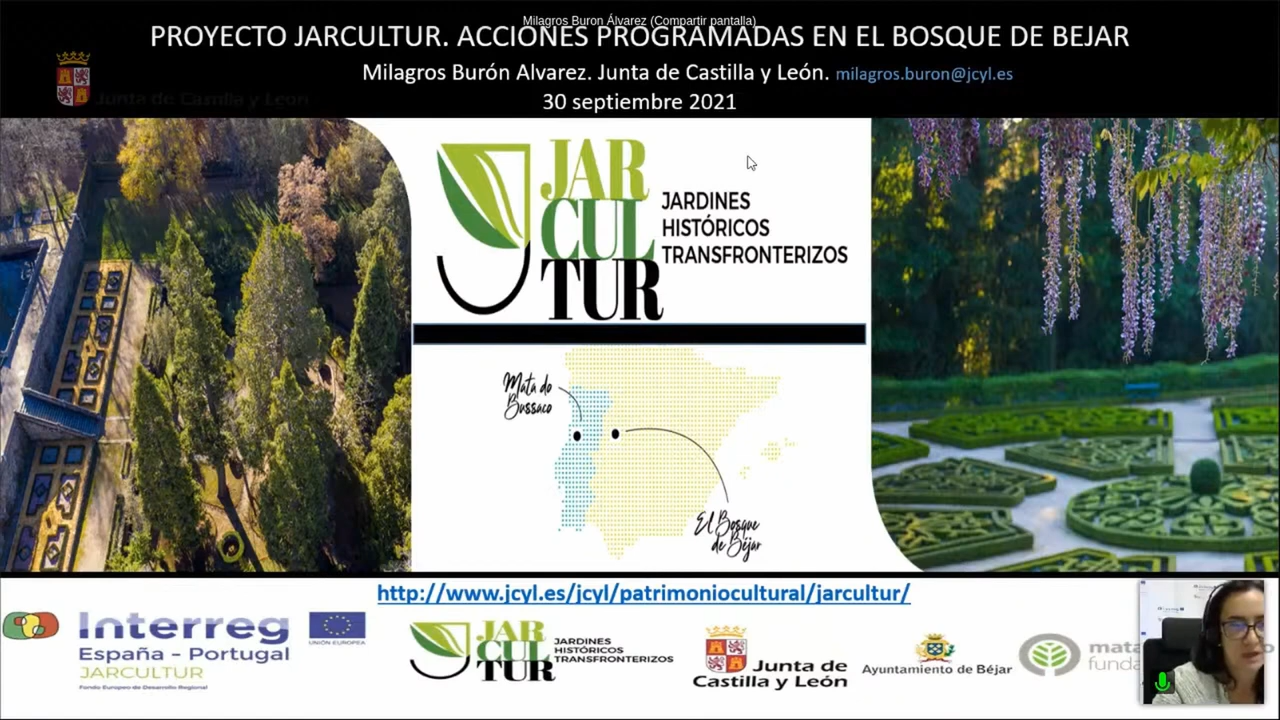 Milagros Buron Álvarez (Compartir pantalla)
PROYECTO JARCULTUR. ACCIONES PROGRAMADAS EN EL BOSQUE DE BEJAR
Milagros Burón Alvarez. Junta de Castilla y León. milagros.buron@jcyl.es
Junta de Castilla y León
30 septiembre 2021
JAR
CUL
TUR
JARDINES
HISTÓRICOS
TRANSFRONTERIZOS
Mata do
Bussaco
El Bosque
de Béjar
http://www.jcyl.es/jcyl/patrimoniocultural/jarcultur/
Interreg
España - Portugal
JARCULTUR
Fondo Europeo de Desarrollo Regional
UNIÓN EUROPEA
JAR
CUL
TUR
JARDINES
HISTÓRICOS
TRANSFRONTERIZOS
Junta de
Castilla y León
Ayuntamiento de Béjar
mata
funda